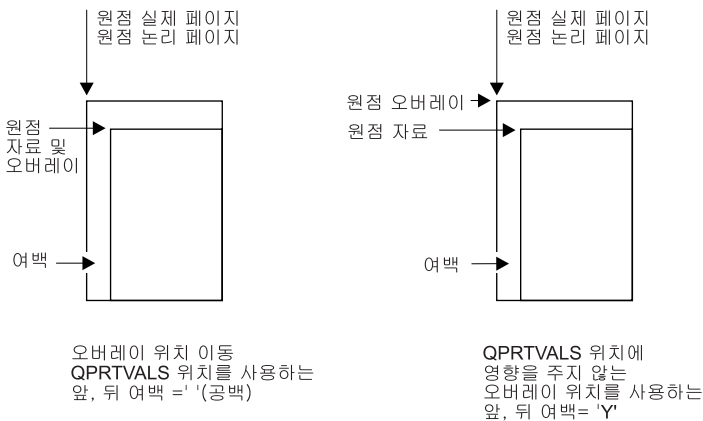 원점 실제 페이지
원점 논리 페이지
원점
자료 및
오버레이
여백
오버레이 위치 이동
QPRTVALS 위치를 사용하는
앞, 뒤 여백 =' '(공백)
원점 실제 페이지
원점 논리 페이지
원점 오버레이
원점 자료
여백
QPRTVALS 위치에
영향을 주지 않는
오버레이 위치를 사용하는
앞, 뒤 여백= 'Y'